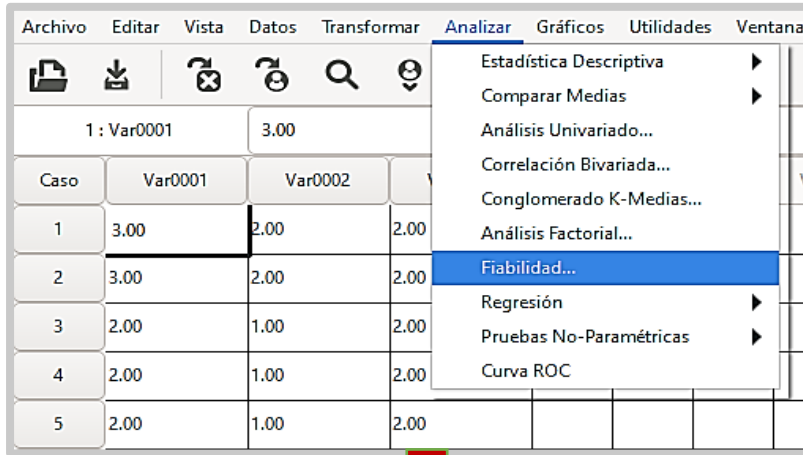 Archivo Editar Vista Datos Transformar Analizar Gráficos Utilidades Ventana
Estadística Descriptiva
Comparar Medias
Análisis Univariado...
Correlación Bivariada...
Conglomerado K-Medias...
Análisis Factorial...
Fiabilidad...
Regresión
Pruebas No-Paramétricas
Curva ROC
1 : Var0001 3.00
Caso Var0001 Var0002
1 3.00 2.00 2.00
2 3.00 2.00 2.00
3 2.00 1.00 2.00
4 2.00 1.00 2.00
5 2.00 1.00 2.00